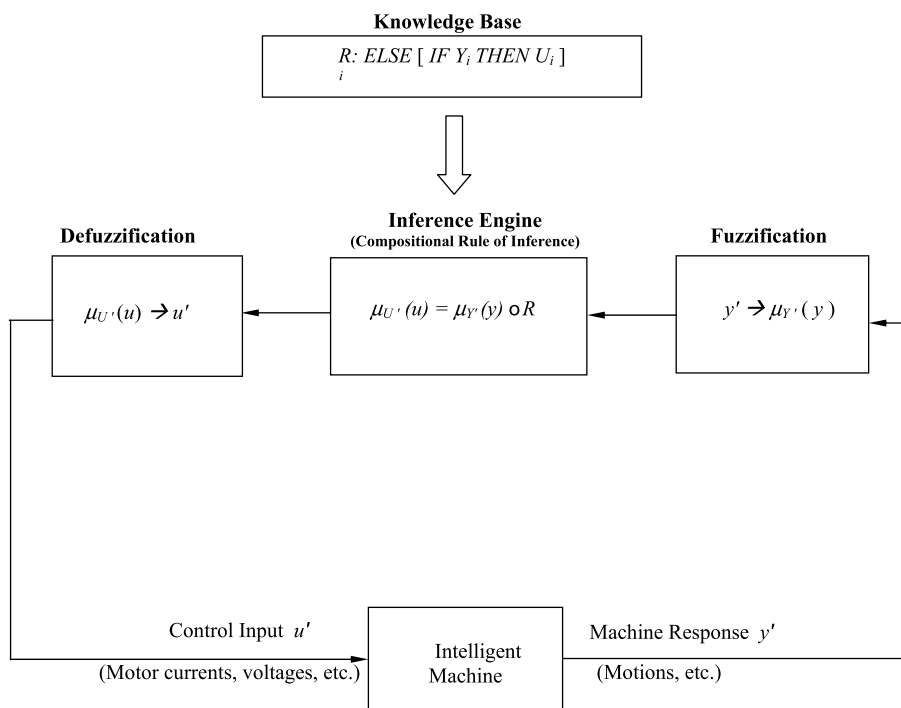 Knowledge Base
R: ELSE [ IF Yi THEN Ui ]
i
Inference Engine
(Compositional Rule of Inference)
Defuzzification
Fuzzification
μU'(u) → u'
μU'(u) = μY'(y) o R
y' → μY'( y )
Control Input u'
(Motor currents, voltages, etc.)
Intelligent
Machine
Machine Response y'
(Motions, etc.)